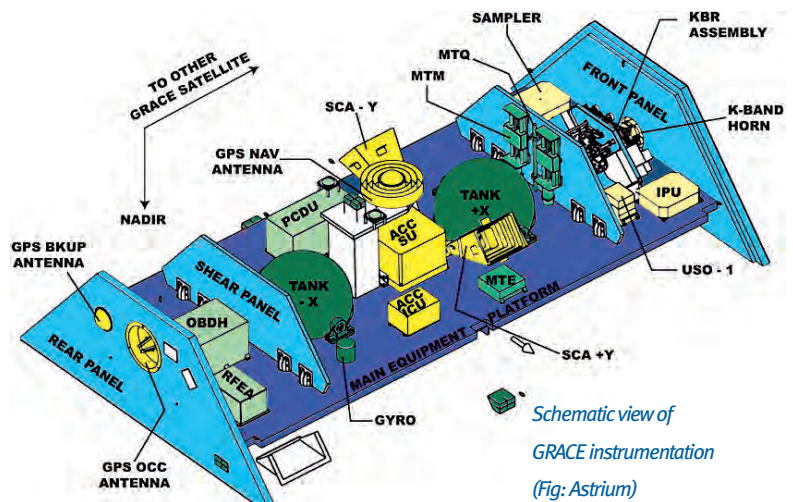 SAMPLER
KBR
ASSEMBLY
MTQ
MTM
FRONT PANEL
TO OTHER
GRACE SATELLITE
SCA - Y
K-BAND
HORN
GPS NAV
ANTENNA
TANK
+X
IPU
PCDU
NADIR
ACC
SU
GPS BKUP
ANTENNA
SHEAR PANEL
USO - 1
TANK
- X
MTE
OBDH
ACC
ICU
MAIN EQUIPMENT PLATFORM
SCA +Y
REAR PANEL
RFEA
GYRO
GPS OCC
ANTENNA
Schematic view of
GRACE instrumentation
(Fig: Astrium)